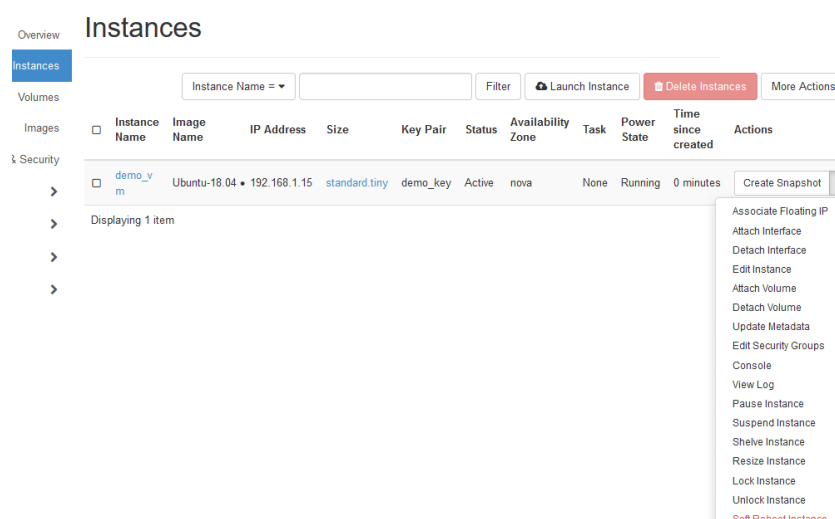 Instances
Overview
Instances
Volumes
Images
& Security
Instance Name = Filter Launch Instance Delete Instances More Actions
Instance Name Image Name IP Address Size Key Pair Status Availability Zone Task Power State Time since created Actions
demo_vm Ubuntu-18.04 • 192.168.1.15 standard.tiny demo_key Active nova None Running 0 minutes Create Snapshot
Displaying 1 item
Associate Floating IP
Attach Interface
Detach Interface
Edit Instance
Attach Volume
Detach Volume
Update Metadata
Edit Security Groups
Console
View Log
Pause Instance
Suspend Instance
Shelve Instance
Resize Instance
Lock Instance
Unlock Instance
Soft Reboot Instance